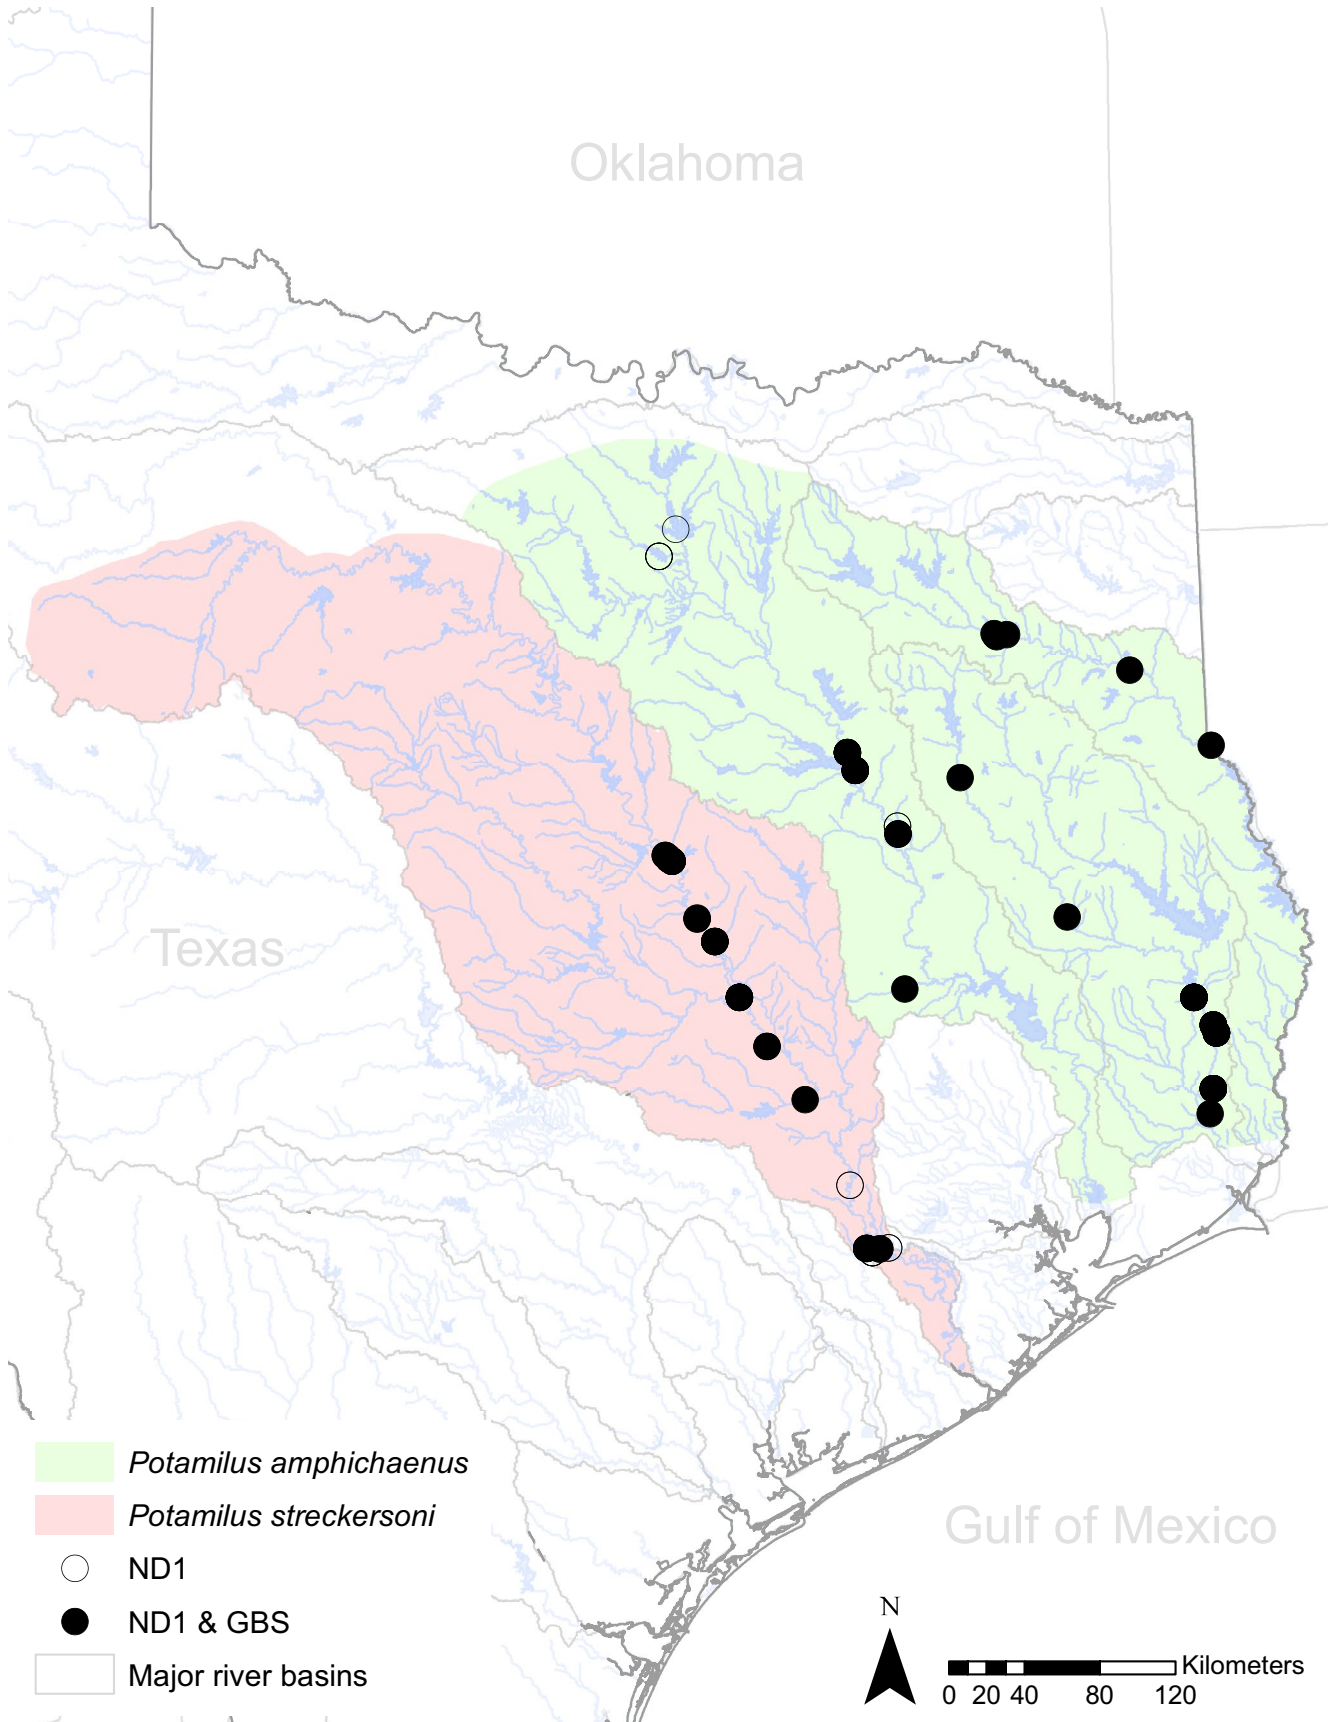 Oklahoma
Texas
Gulf of Mexico
Potamilus amphichaenus
Potamilus streckersoni
ND1
ND1 & GBS
Major river basins
N
Kilometers
0 20 40 80 120